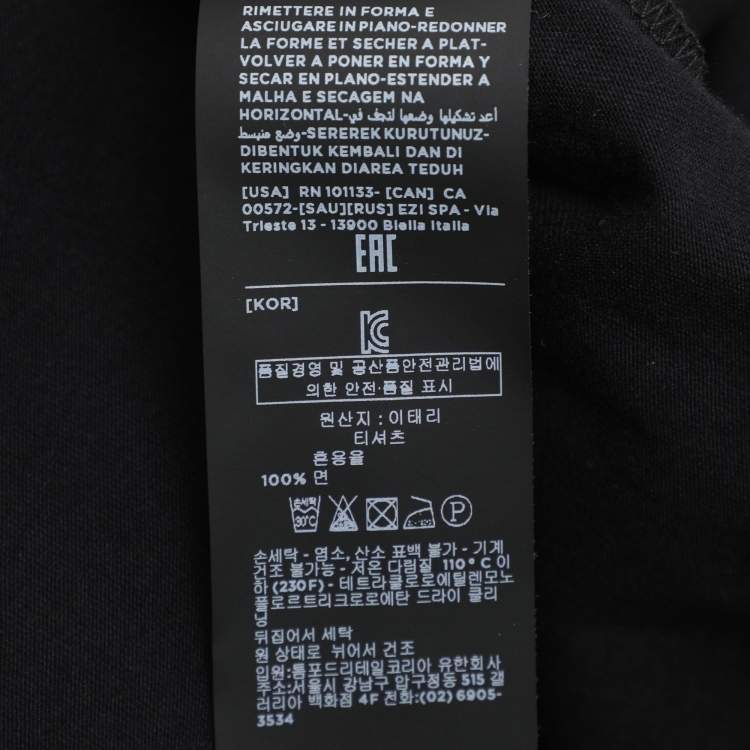 RIMETTERE IN FORMA E
ASCIUGARE IN PIANO-REDONNER
LA FORME ET SECHER A PLAT-
VOLVER A PONER EN FORMA Y
SECAR EN PLANO-ESTENDER A
MALHA E SECAGEM NA
HORIZONTAL-أعد تشكيلها وضعها لتجف في
وضع منبسط-SEREREK KURUTUNUZ-
DIBENTUK KEMBALI DAN DI
KERINGKAN DIAREA TEDUH
[USA] RN 101133- [CAN] CA
00572-[SAU][RUS] EZI SPA - Via
Trieste 13 - 13900 Biella Italia
EAC
[KOR]
KC
품질경영 및 공산품안전관리법에
의한 안전·품질 표시
원산지 : 이태리
티셔츠
혼용율
100% 면
손세탁 30°C P
손세탁 - 염소, 산소 표백 불가 - 기계
건조 불가능 - 저온 다림질 110°C 이
하 (230F) - 테트라클로로에틸렌모노
플로르트리크로로에탄 드라이 클리
닝
뒤집어서 세탁
원 상태로 뉘어서 건조
입원:톰포드리테일코리아 유한회사
주소:서울시 강남구 압구정동 515 갤
러리아 백화점 4F 전화:(02) 6905-
3534